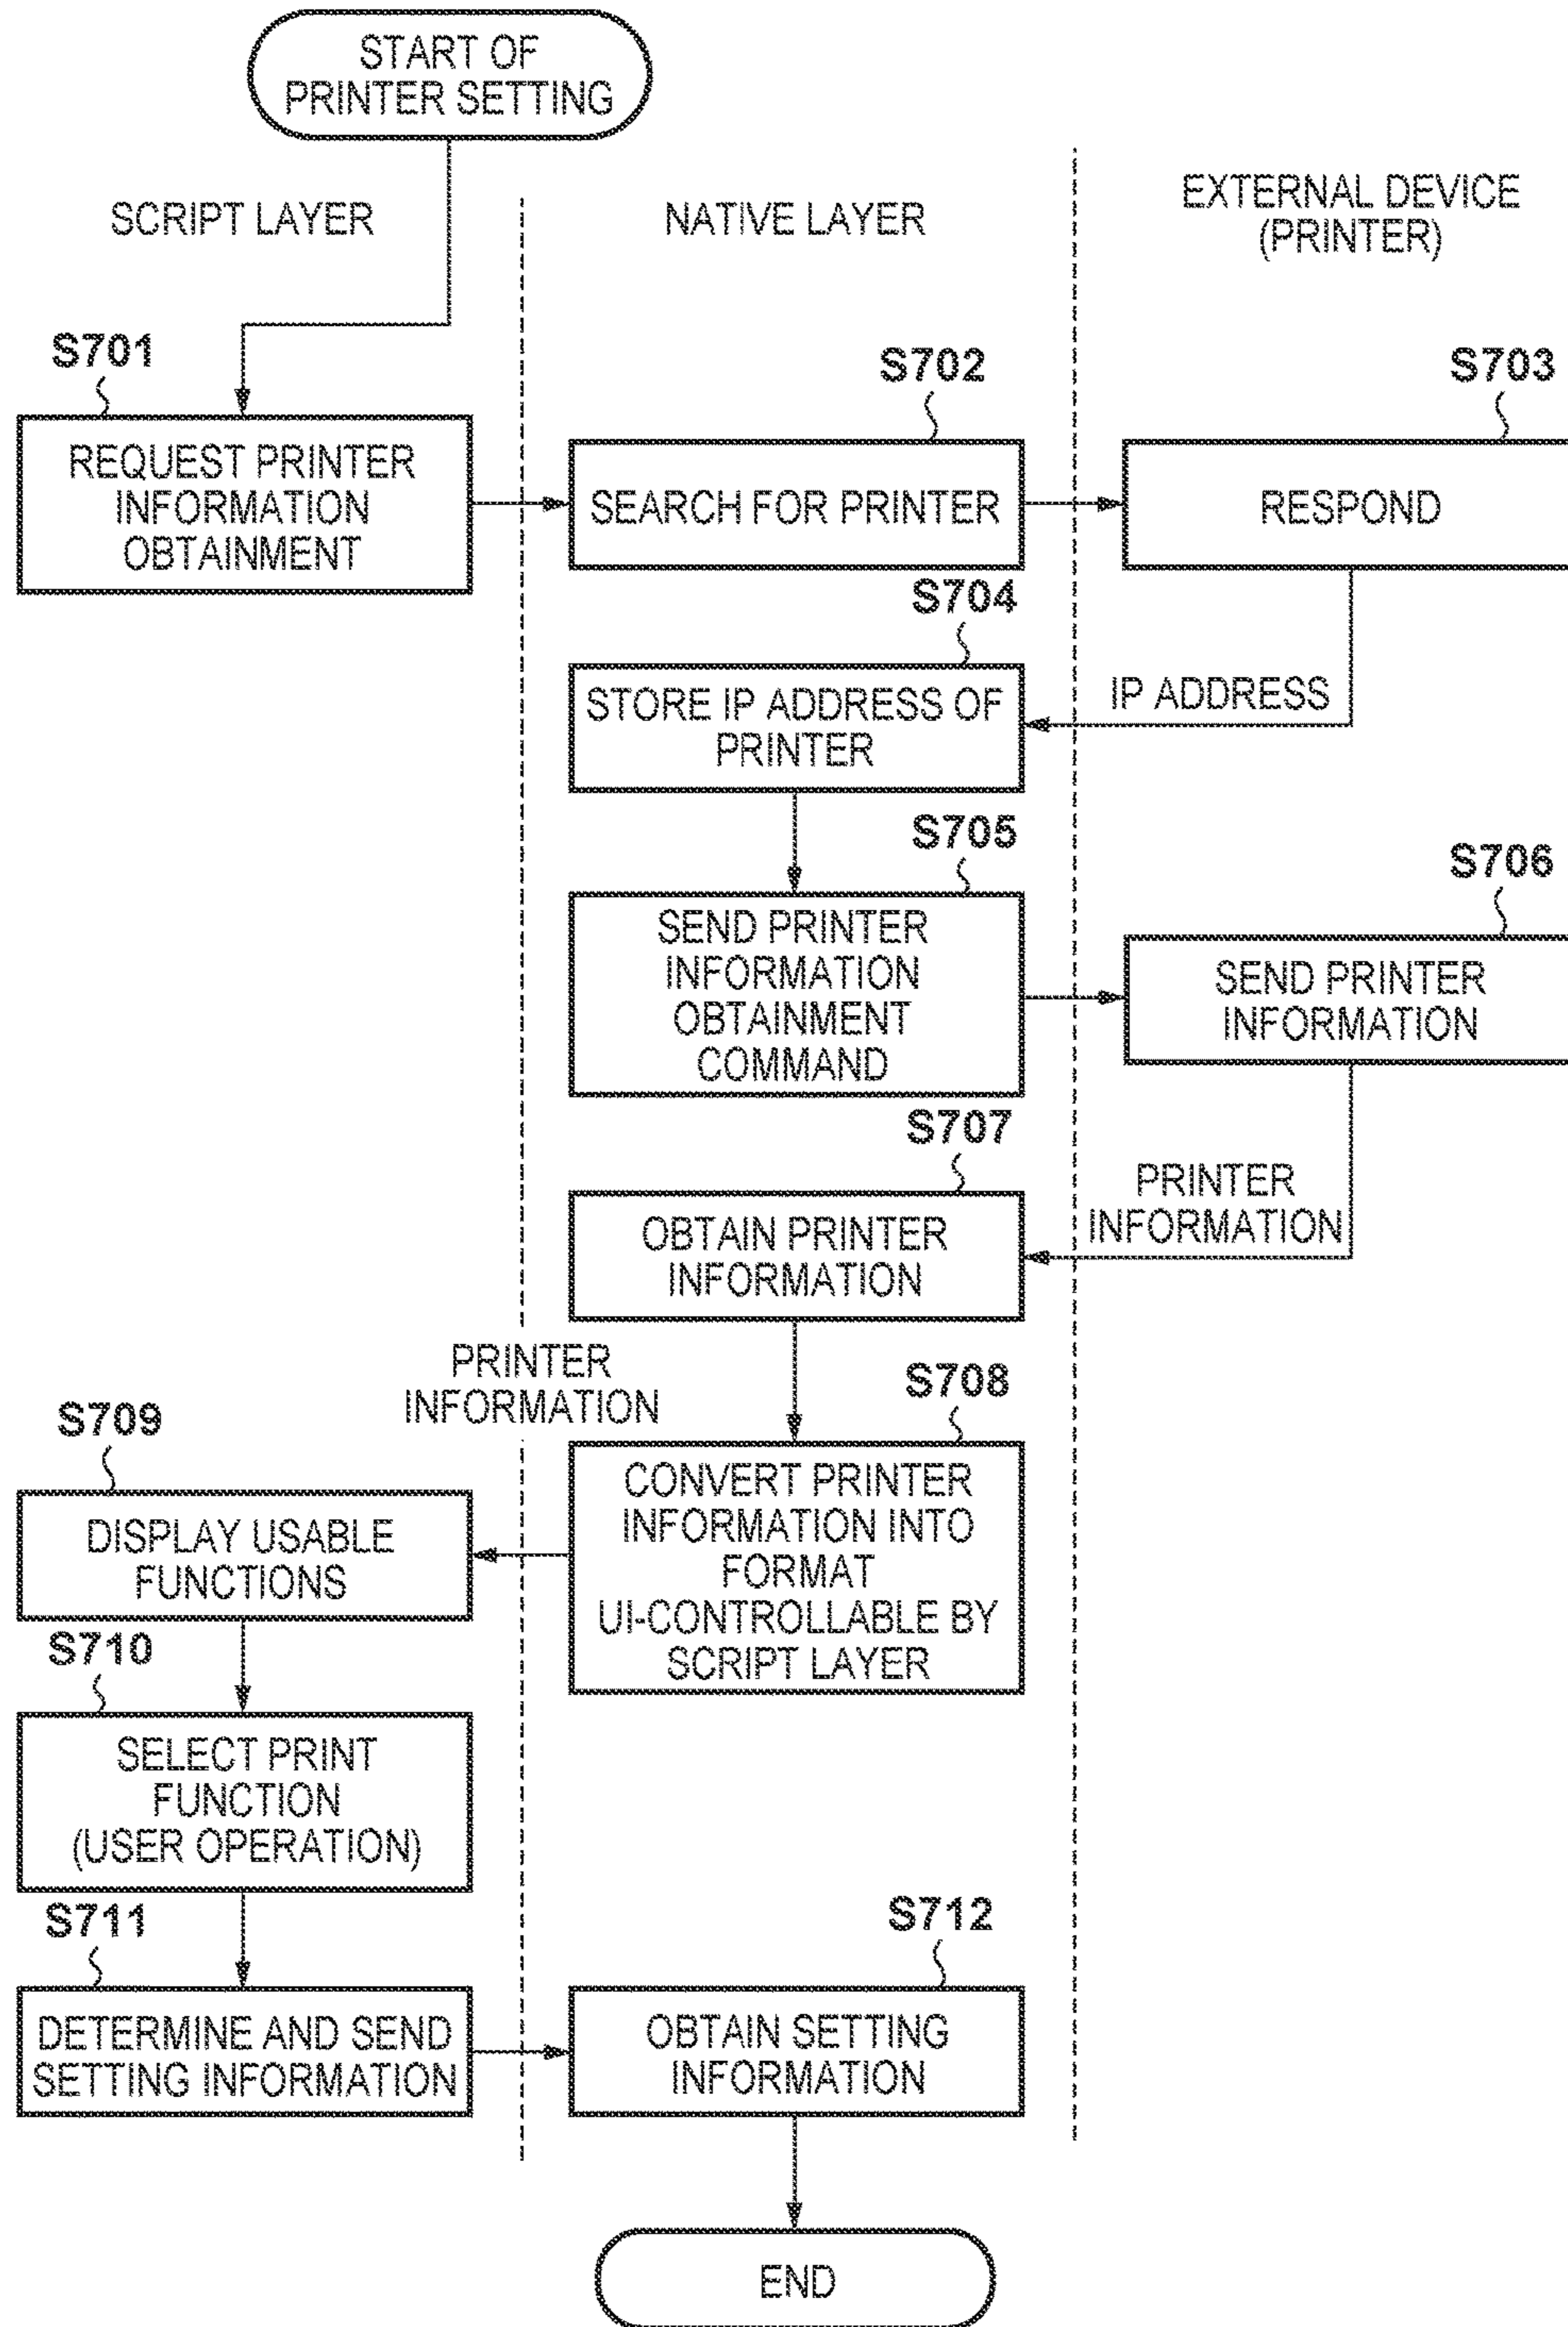 START OF
PRINTER SETTING
SCRIPT LAYER
NATIVE LAYER
EXTERNAL DEVICE
(PRINTER)
S701
REQUEST PRINTER
INFORMATION
OBTAINMENT
S702
SEARCH FOR PRINTER
S703
RESPOND
S704
STORE IP ADDRESS OF
PRINTER
IP ADDRESS
S705
SEND PRINTER
INFORMATION
OBTAINMENT
COMMAND
S706
SEND PRINTER
INFORMATION
S707
OBTAIN PRINTER
INFORMATION
PRINTER
INFORMATION
PRINTER
INFORMATION
S708
CONVERT PRINTER
INFORMATION INTO
FORMAT
UI-CONTROLLABLE BY
SCRIPT LAYER
S709
DISPLAY USABLE
FUNCTIONS
S710
SELECT PRINT
FUNCTION
(USER OPERATION)
S711
DETERMINE AND SEND
SETTING INFORMATION
S712
OBTAIN SETTING
INFORMATION
END